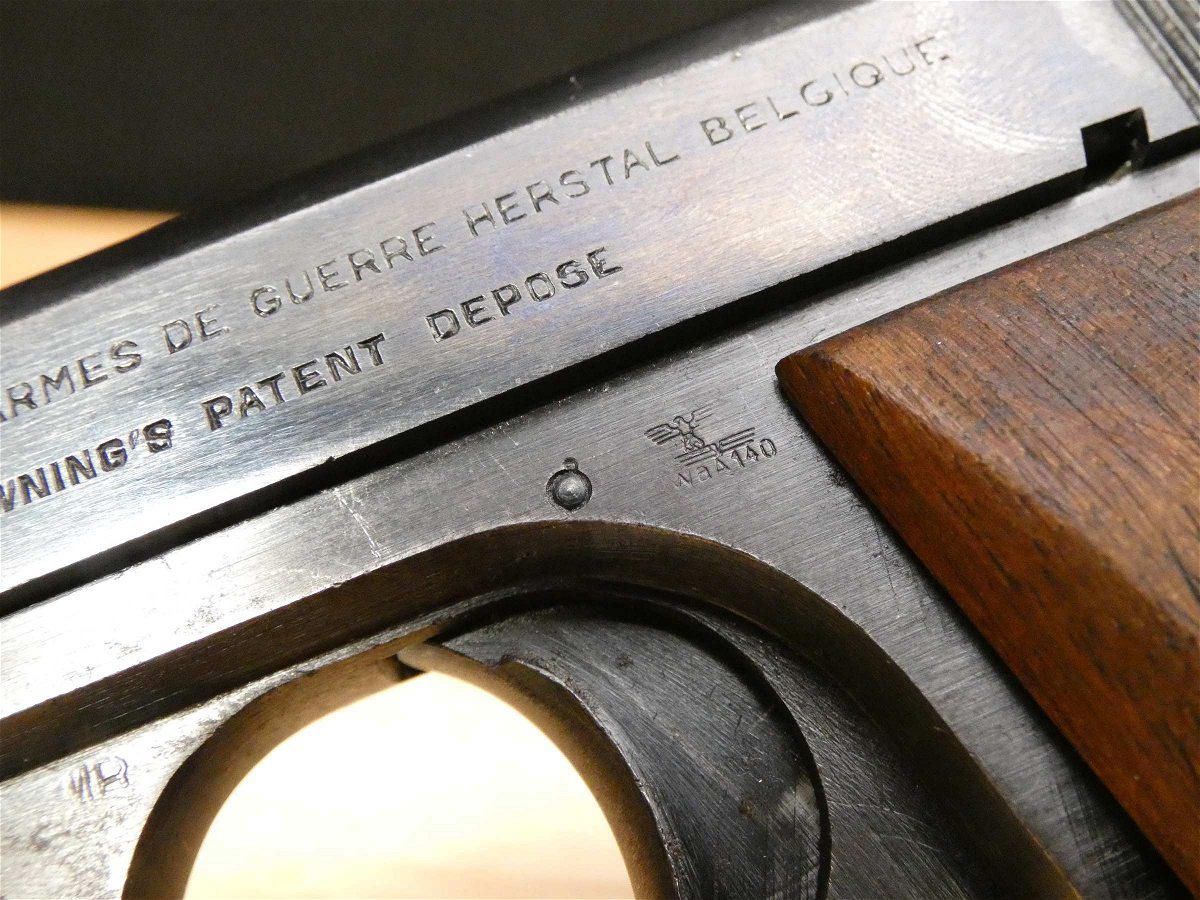 ARMES DE GUERRE HERSTAL BELGIQUE
WNING'S PATENT DEPOSE
WaA140